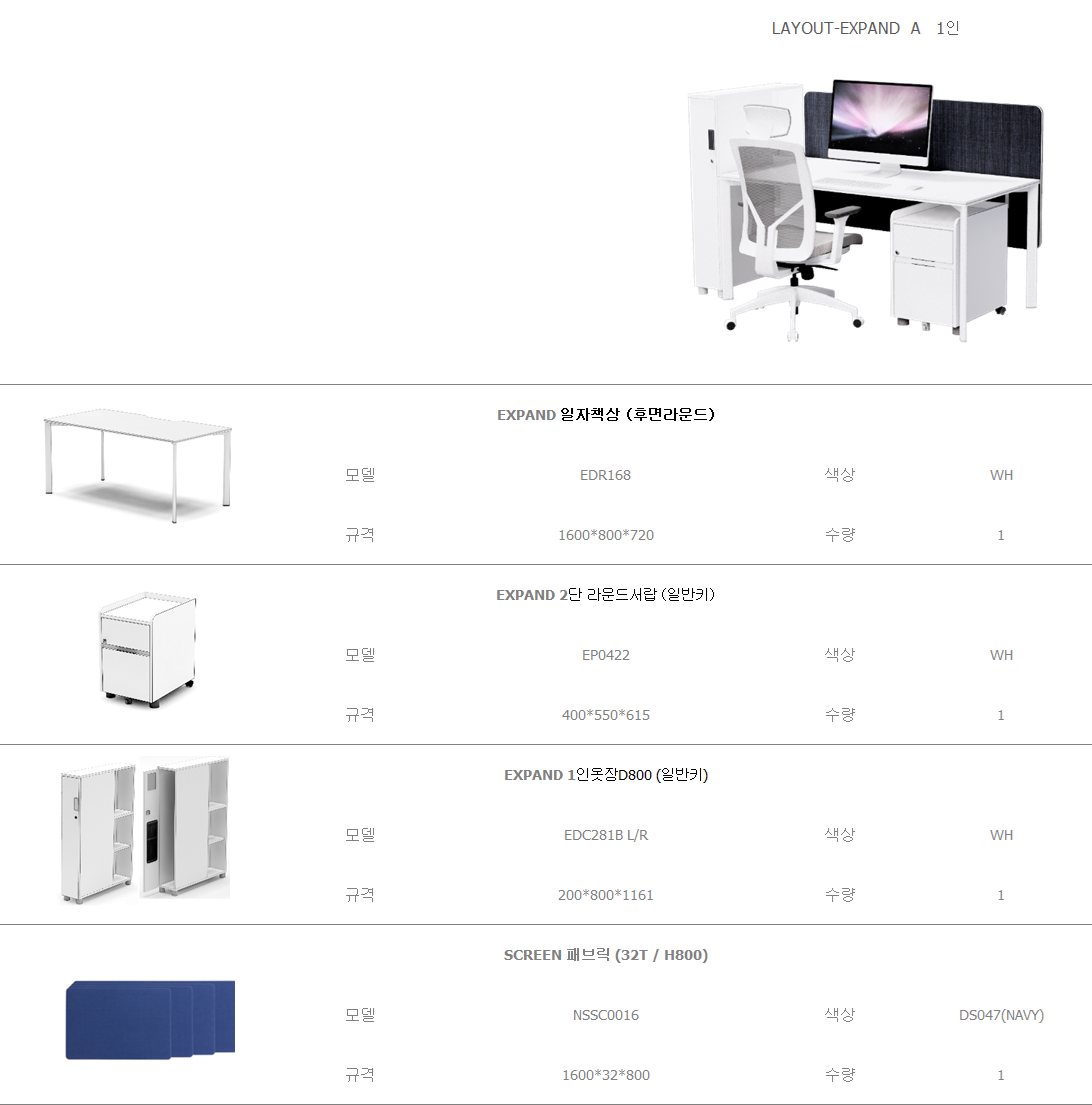 LAYOUT-EXPAND A 1인
EXPAND 일자책상 (후면라운드)
모델 EDR168 색상 WH
규격 1600*800*720 수량 1
EXPAND 2단 라운드서랍 (일반키)
모델 EP0422 색상 WH
규격 400*550*615 수량 1
EXPAND 1인옷장D800 (일반키)
모델 EDC281B L/R 색상 WH
규격 200*800*1161 수량 1
SCREEN 패브릭 (32T / H800)
모델 NSSC0016 색상 DS047(NAVY)
규격 1600*32*800 수량 1